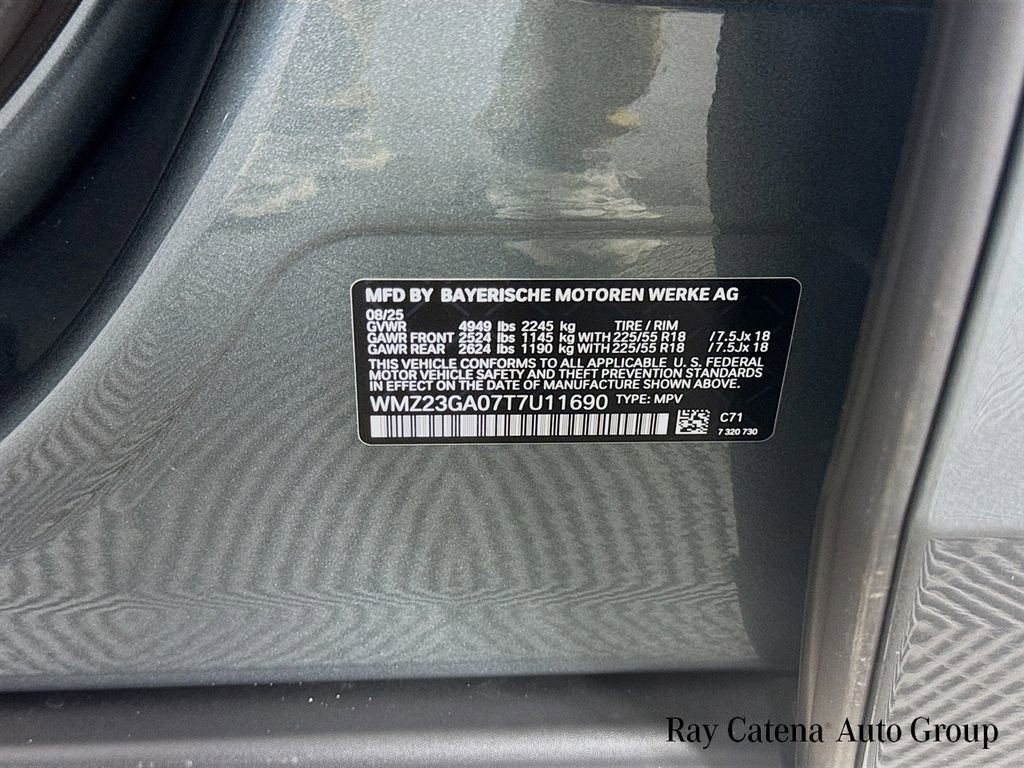 MFD BY BAYERISCHE MOTOREN WERKE AG
08/25
GVWR 4949 lbs 2245 kg TIRE / RIM
GAWR FRONT 2524 lbs 1145 kg WITH 225/55 R18 / 7.5Jx 18
GAWR REAR 2624 lbs 1190 kg WITH 225/55 R18 / 7.5Jx 18
THIS VEHICLE CONFORMS TO ALL APPLICABLE U. S. FEDERAL
MOTOR VEHICLE SAFETY AND THEFT PREVENTION STANDARDS
IN EFFECT ON THE DATE OF MANUFACTURE SHOWN ABOVE.
WMZ23GA07T7U11690 TYPE: MPV
C71
7 320 730
Ray Catena® Auto Group